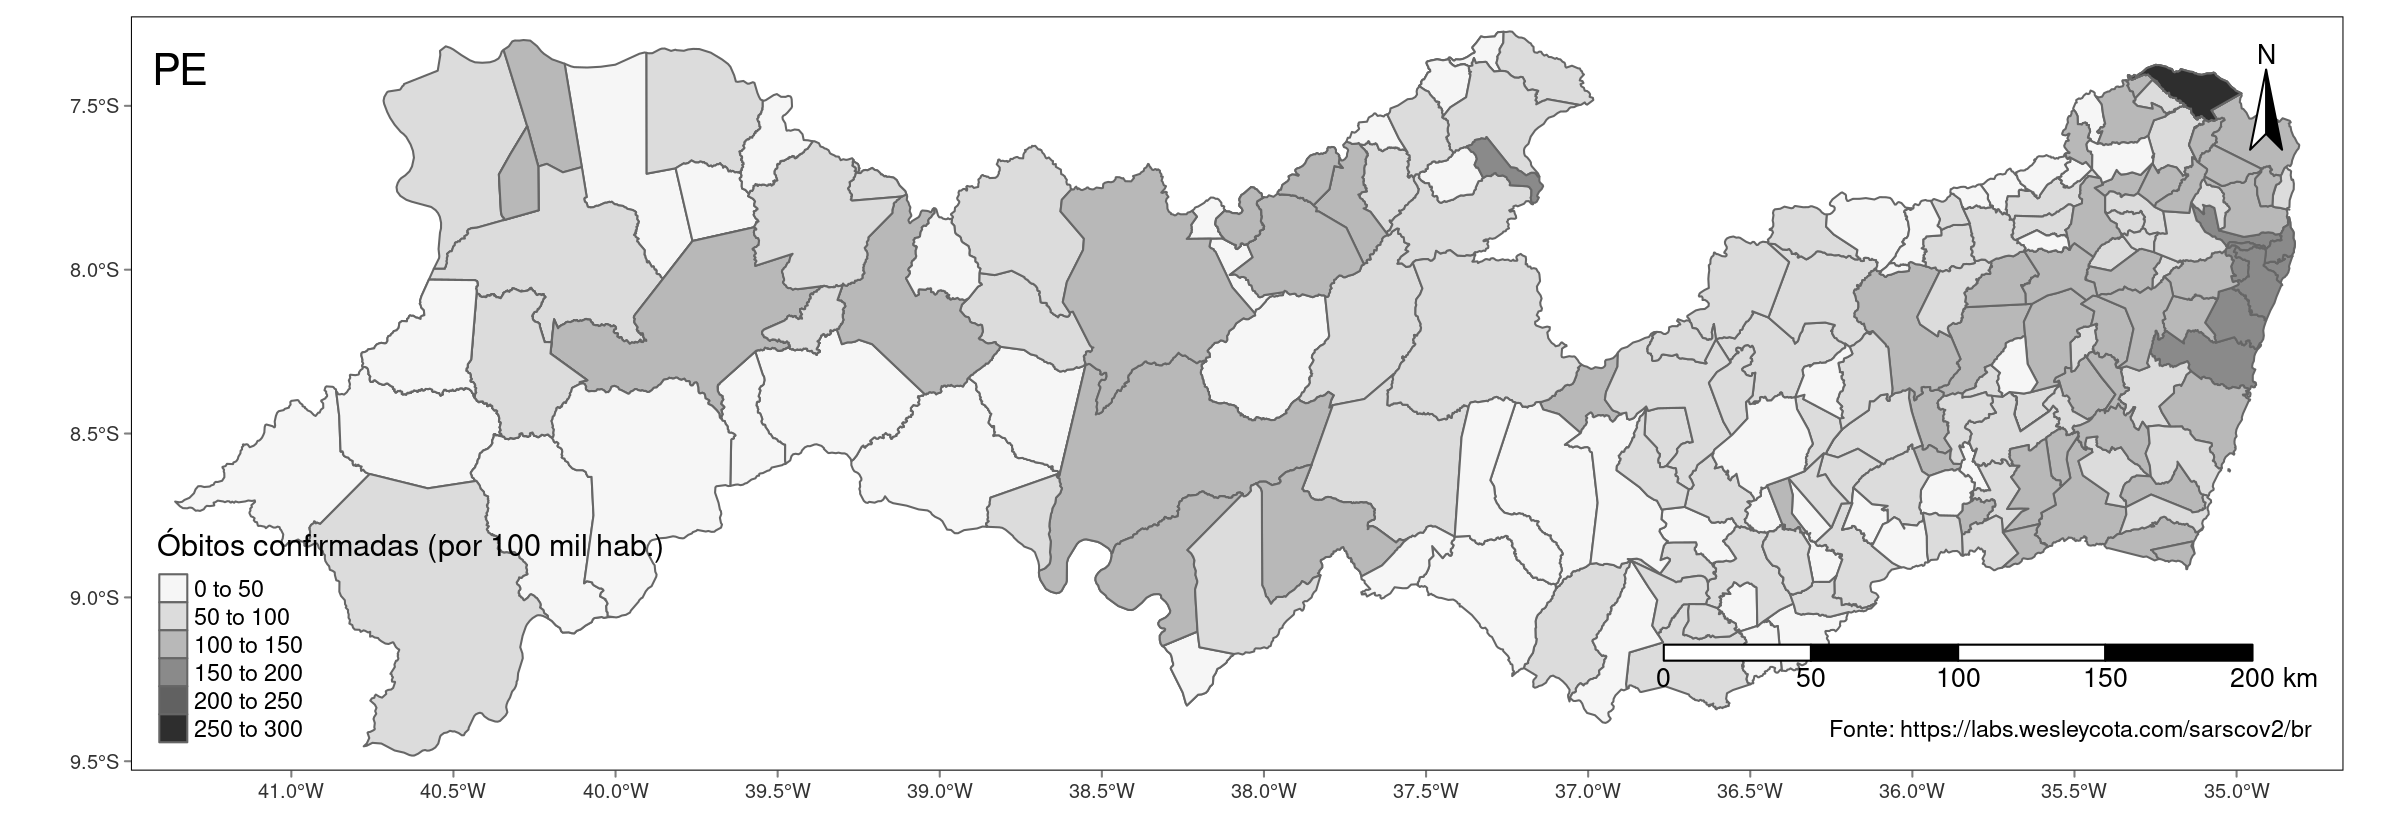 PE
N
7.5°S
8.0°S
8.5°S
9.0°S
9.5°S
Óbitos confirmadas (por 100 mil hab.)
0 to 50
50 to 100
100 to 150
150 to 200
200 to 250
250 to 300
0 50 100 150 200 km
Fonte: https://labs.wesleycota.com/sarscov2/br
41.0°W 40.5°W 40.0°W 39.5°W 39.0°W 38.5°W 38.0°W 37.5°W 37.0°W 36.5°W 36.0°W 35.5°W 35.0°W